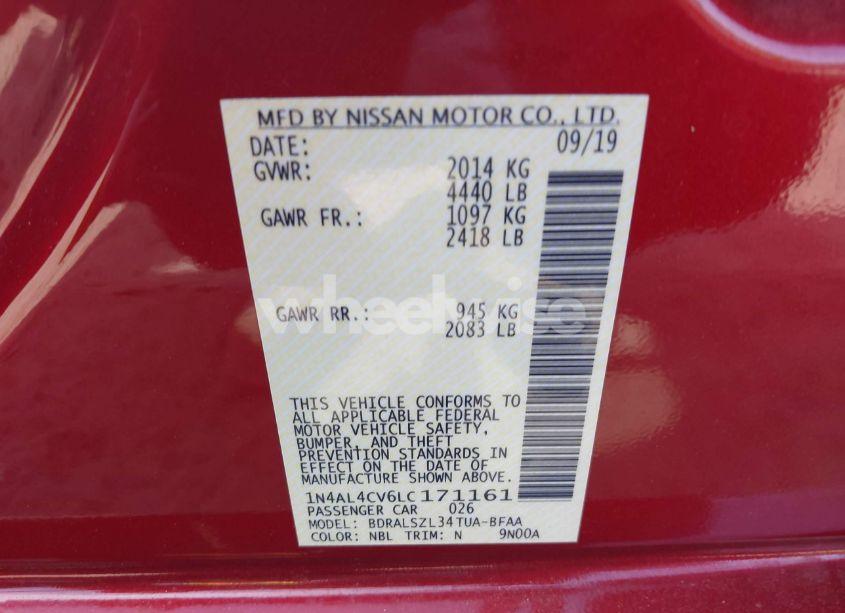 MFD BY NISSAN MOTOR CO., LTD.
DATE: 09/19
GVWR: 2014 KG
4440 LB
GAWR FR.: 1097 KG
2418 LB
wheelwise
GAWR RR.: 945 KG
2083 LB
THIS VEHICLE CONFORMS TO
ALL APPLICABLE FEDERAL
MOTOR VEHICLE SAFETY,
BUMPER, AND THEFT
PREVENTION STANDARDS IN
EFFECT ON THE DATE OF
MANUFACTURE SHOWN ABOVE.
1N4AL4CV6LC171161
PASSENGER CAR 026
MODEL: BDRALSZL34TUA-BFAA
COLOR: NBL TRIM: N 9N00A